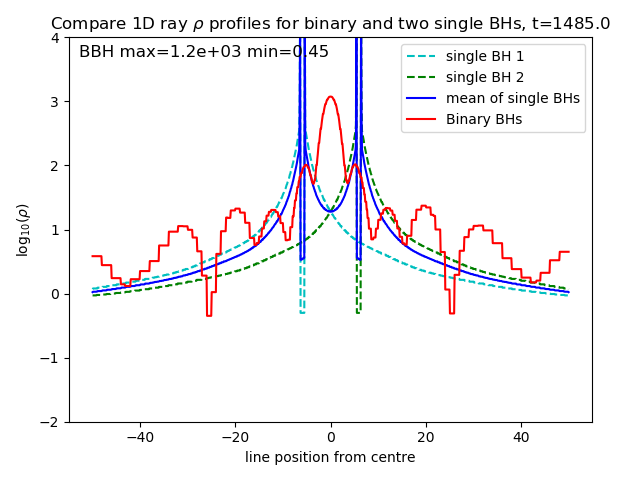 Compare 1D ray ρ profiles for binary and two single BHs, t=1485.0
BBH max=1.2e+03 min=0.45
single BH 1
single BH 2
mean of single BHs
Binary BHs
4
3
2
1
0
−1
−2
log₁₀(ρ)
−40 −20 0 20 40
line position from centre